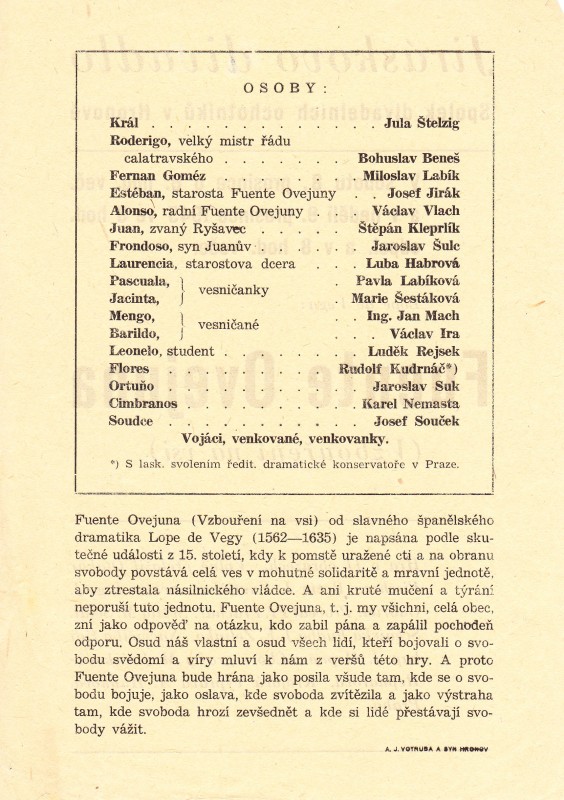 OSOBY:
Král . . . . . . . . . . . . . Jula Štelzig
Roderigo, velký mistr řádu
calatravského . . . . . . Bohuslav Beneš
Fernan Goméz . . . . . . . Miloslav Labík
Estéban, starosta Fuente Ovejuny . . Josef Jirák
Alonso, radní Fuente Ovejuny . . . Václav Vlach
Juan, zvaný Ryšavec . . . . . Štěpán Kleprlík
Frondoso, syn Juanův . . . . . Jaroslav Šulc
Laurencia, starostova dcera . . . Luba Habrová
Pascuala, } vesničanky . . Pavla Labíková
Jacinta, . . Marie Šestáková
Mengo, } vesničané . . Ing. Jan Mach
Barildo, . . . Václav Ira
Leonelo, student . . . . . . . Luděk Rejsek
Flores . . . . . . . . Rudolf Kudrnáč*)
Ortuňo . . . . . . . . . . Jaroslav Suk
Cimbranos . . . . . . . . . Karel Nemasta
Soudce . . . . . . . . . . Josef Souček
Vojáci, venkované, venkovanky.
*) S lask. svolením ředit. dramatické konservatoře v Praze.
Fuente Ovejuna (Vzbouření na vsi) od slavného španělského
dramatika Lope de Vegy (1562—1635) je napsána podle sku-
tečné události z 15. století, kdy k pomstě uražené cti a na obranu
svobody povstává celá ves v mohutné solidaritě a mravní jednotě,
aby ztrestala násilnického vládce. A ani kruté mučení a týrání
neporuší tuto jednotu. Fuente Ovejuna, t. j. my všichni, celá obec,
zní jako odpověď na otázku, kdo zabil pána a zapálil pochodeň
odporu. Osud náš vlastní a osud všech lidí, kteří bojovali o svo-
bodu svědomí a víry mluví k nám z veršů této hry. A proto
Fuente Ovejuna bude hrána jako posila všude tam, kde se o svo-
bodu bojuje, jako oslava, kde svoboda zvítězila a jako výstraha
tam, kde svoboda hrozí zevšednět a kde si lidé přestávají svo-
body vážit.
A. J. VOTRUBA A SYN HRONOV